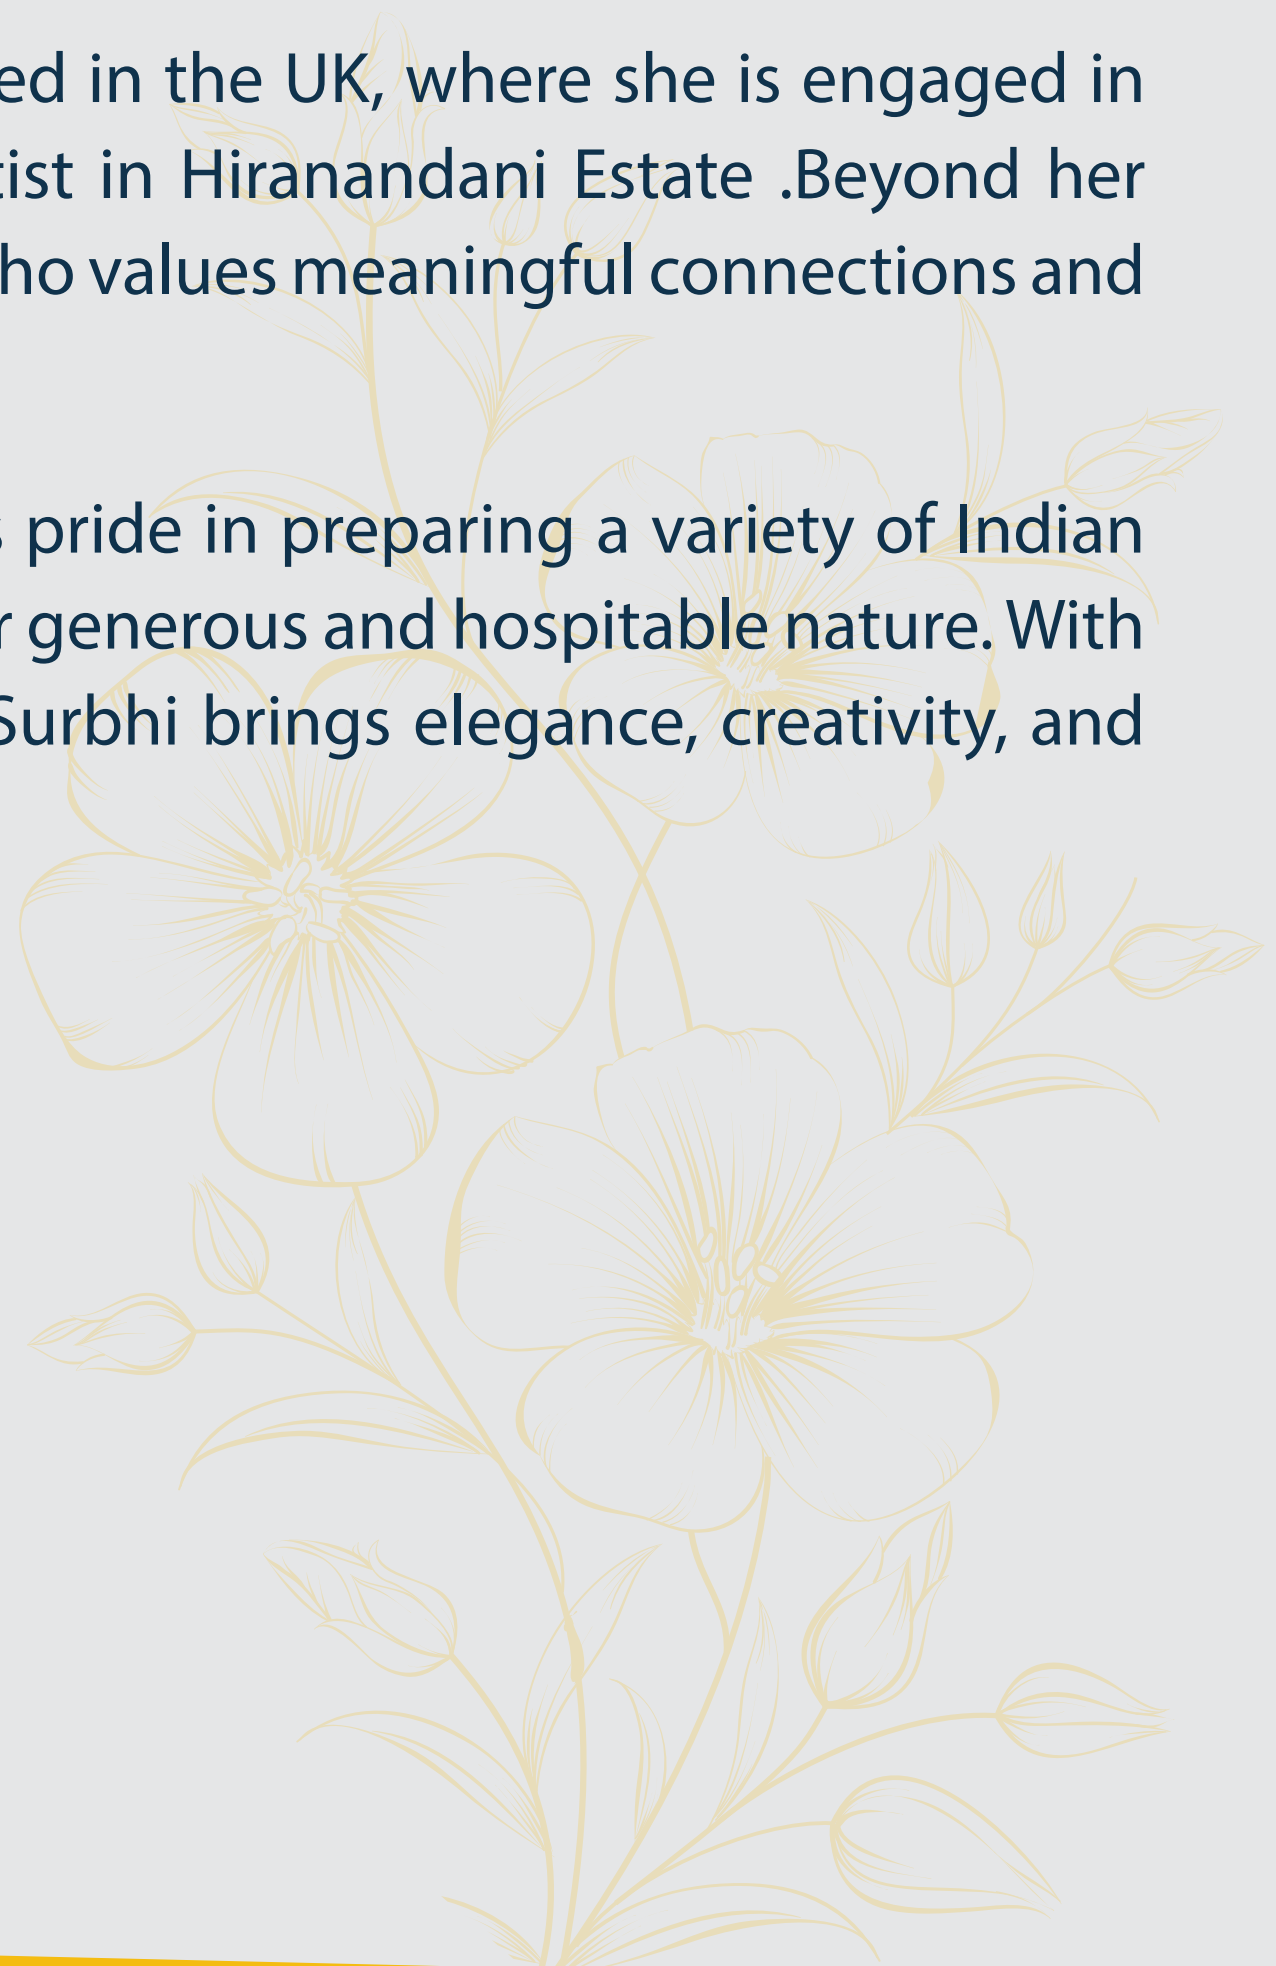 ed in the UK, where she is engaged in
tist in Hiranandani Estate .Beyond her
ho values meaningful connections and
s pride in preparing a variety of Indian
r generous and hospitable nature. With
Surbhi brings elegance, creativity, and